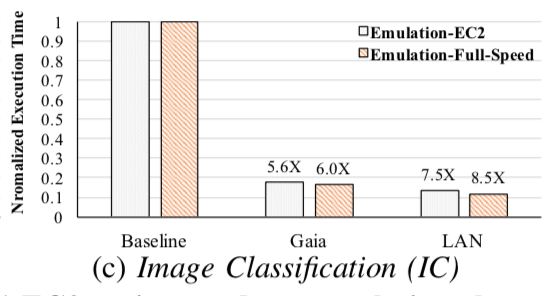 Nromalized Execution Time
1
0.9
0.8
0.7
0.6
0.5
0.4
0.3
0.2
0.1
0
Emulation-EC2
Emulation-Full-Speed
5.6X 6.0X
7.5X 8.5X
Baseline Gaia LAN
(c) Image Classification (IC)